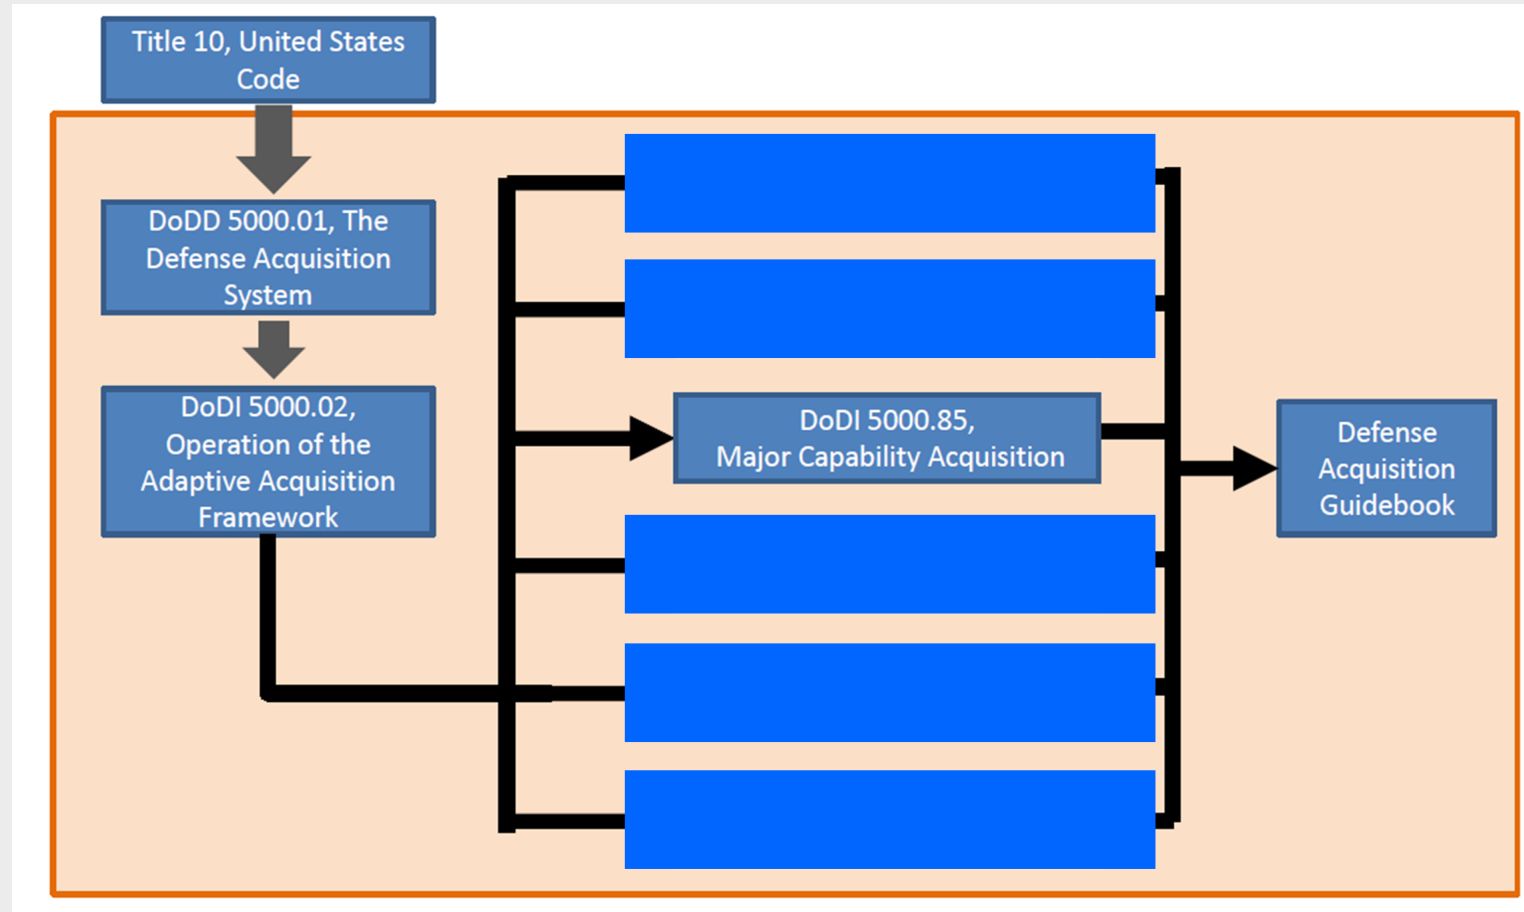 Title 10, United States
Code
DoDD 5000.01, The
Defense Acquisition
System
DoDI 5000.02,
Operation of the
Adaptive Acquisition
Framework
DoDI 5000.85,
Major Capability Acquisition
Defense
Acquisition
Guidebook